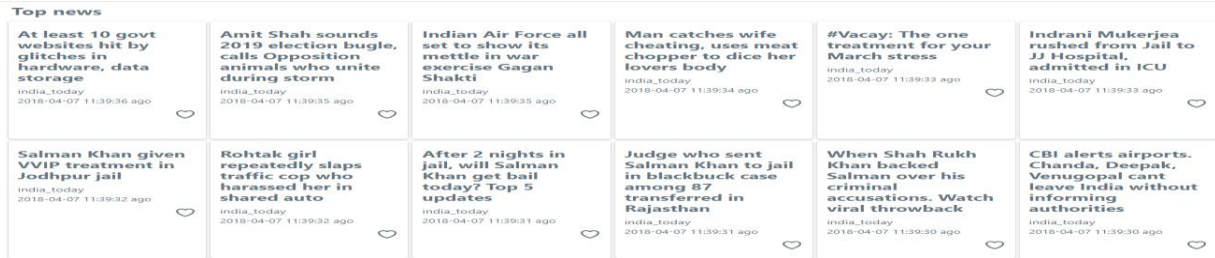 Top news
At least 10 govt
websites hit by
glitches in
hardware, data
storage
india_today
2018-04-07 11:39:36 ago
Amit Shah sounds
2019 election bugle,
calls Opposition
animals who unite
during storm
india_today
2018-04-07 11:39:35 ago
Indian Air Force all
set to show its
mettle in war
exercise Gagan
Shakti
india_today
2018-04-07 11:39:35 ago
Man catches wife
cheating, uses meat
chopper to dice her
lovers body
india_today
2018-04-07 11:39:34 ago
#Vacay: The one
treatment for your
March stress
india_today
2018-04-07 11:39:33 ago
Indrani Mukerjea
rushed from Jail to
JJ Hospital,
admitted in ICU
india_today
2018-04-07 11:39:33 ago
Salman Khan given
VVIP treatment in
Jodhpur jail
india_today
2018-04-07 11:39:32 ago
Rohtak girl
repeatedly slaps
traffic cop who
harassed her in
shared auto
india_today
2018-04-07 11:39:32 ago
After 2 nights in
jail, will Salman
Khan get bail
today? Top 5
updates
india_today
2018-04-07 11:39:31 ago
Judge who sent
Salman Khan to jail
in blackbuck case
among 87
transferred in
Rajasthan
india_today
2018-04-07 11:39:31 ago
When Shah Rukh
Khan backed
Salman over his
criminal
accusations. Watch
viral throwback
india_today
2018-04-07 11:39:30 ago
CBI alerts airports.
Chanda, Deepak,
Venugopal cant
leave India without
informing
authorities
india_today
2018-04-07 11:39:30 ago